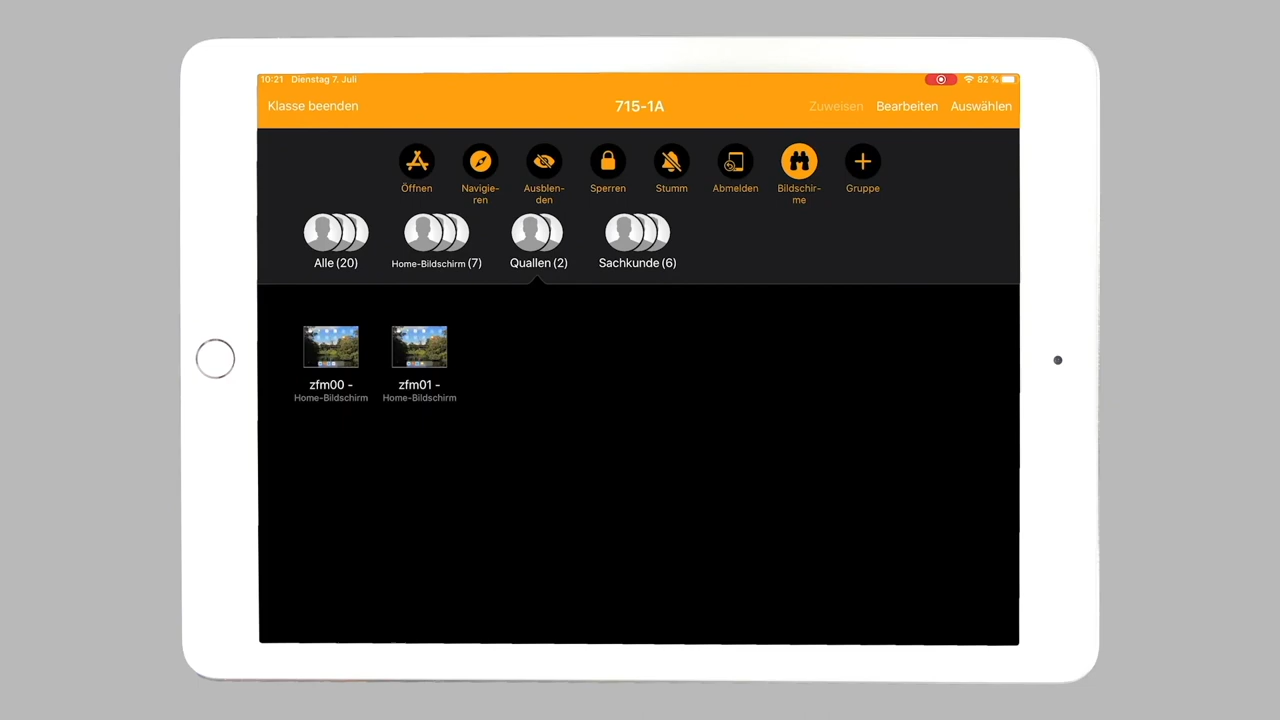 10:21 Dienstag 7. Juli
82 %
Klasse beenden
715-1A
Zuweisen Bearbeiten Auswählen
Öffnen
Navigie-
ren
Ausblen-
den
Sperren
Stumm
Abmelden
Bildschir-
me
Gruppe
Alle (20)
Home-Bildschirm (7)
Quallen (2)
Sachkunde (6)
zfm00 -
Home-Bildschirm
zfm01 -
Home-Bildschirm